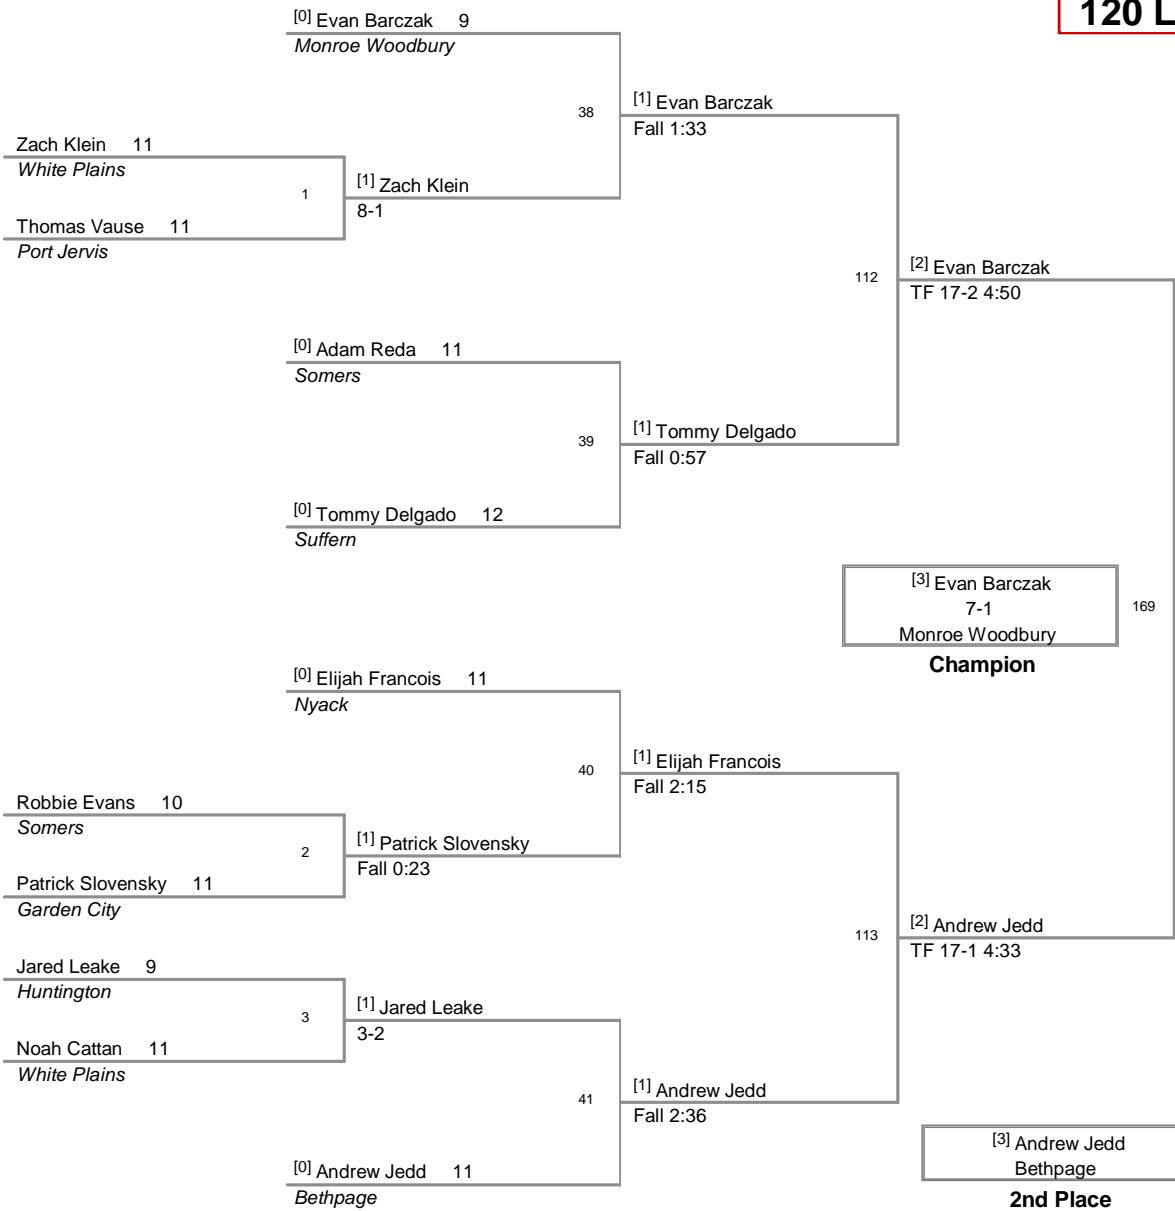 120 L
[0] Evan Barczak 9
Monroe Woodbury
38
[1] Evan Barczak
Fall 1:33
Zach Klein 11
White Plains
1
[1] Zach Klein
8-1
Thomas Vause 11
Port Jervis
112
[2] Evan Barczak
TF 17-2 4:50
[0] Adam Reda 11
Somers
39
[1] Tommy Delgado
Fall 0:57
[0] Tommy Delgado 12
Suffern
[3] Evan Barczak
7-1
Monroe Woodbury
Champion
169
[0] Elijah Francois 11
Nyack
40
[1] Elijah Francois
Fall 2:15
Robbie Evans 10
Somers
2
[1] Patrick Slovensky
Fall 0:23
Patrick Slovensky 11
Garden City
113
[2] Andrew Jedd
TF 17-1 4:33
Jared Leake 9
Huntington
3
[1] Jared Leake
3-2
Noah Cattan 11
White Plains
41
[1] Andrew Jedd
Fall 2:36
[0] Andrew Jedd 11
Bethpage
[3] Andrew Jedd
Bethpage
2nd Place